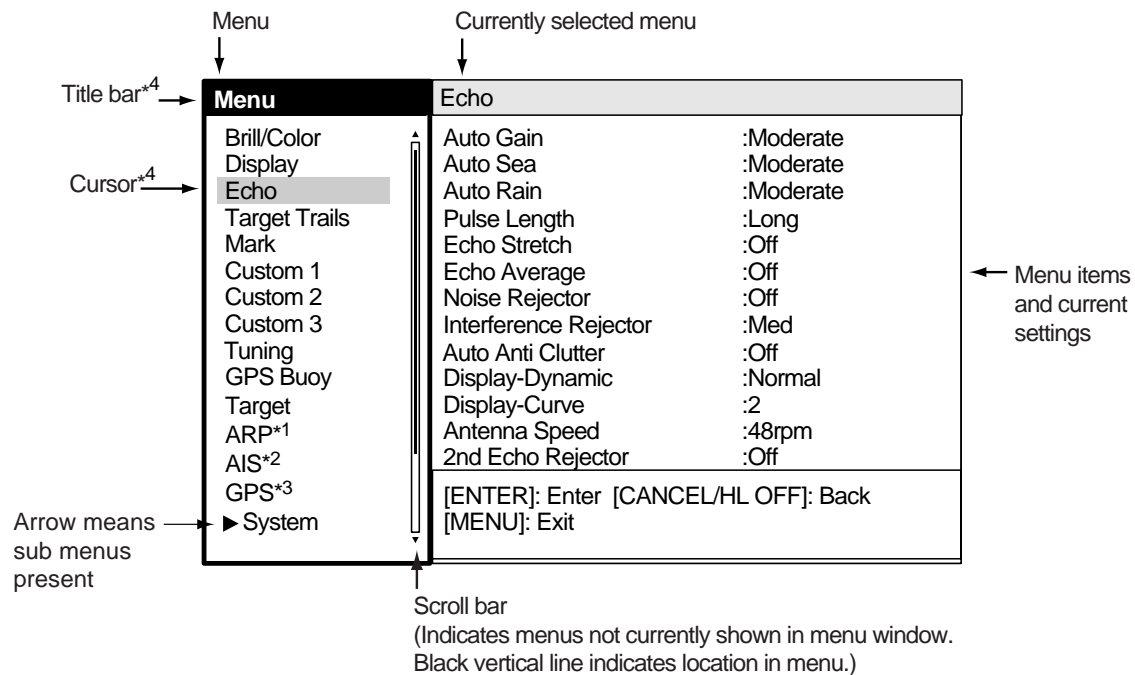 Menu
Currently selected menu
Title bar*4
Menu
Echo
Cursor*4
Brill/Color
Display
Echo
Target Trails
Mark
Custom 1
Custom 2
Custom 3
Tuning
GPS Buoy
Target
ARP*1
AIS*2
GPS*3
▶ System
Auto Gain :Moderate
Auto Sea :Moderate
Auto Rain :Moderate
Pulse Length :Long
Echo Stretch :Off
Echo Average :Off
Noise Rejector :Off
Interference Rejector :Med
Auto Anti Clutter :Off
Display-Dynamic :Normal
Display-Curve :2
Antenna Speed :48rpm
2nd Echo Rejector :Off
[ENTER]: Enter [CANCEL/HL OFF]: Back
[MENU]: Exit
Menu items
and current
settings
Arrow means
sub menus
present
Scroll bar
(Indicates menus not currently shown in menu window.
Black vertical line indicates location in menu.)